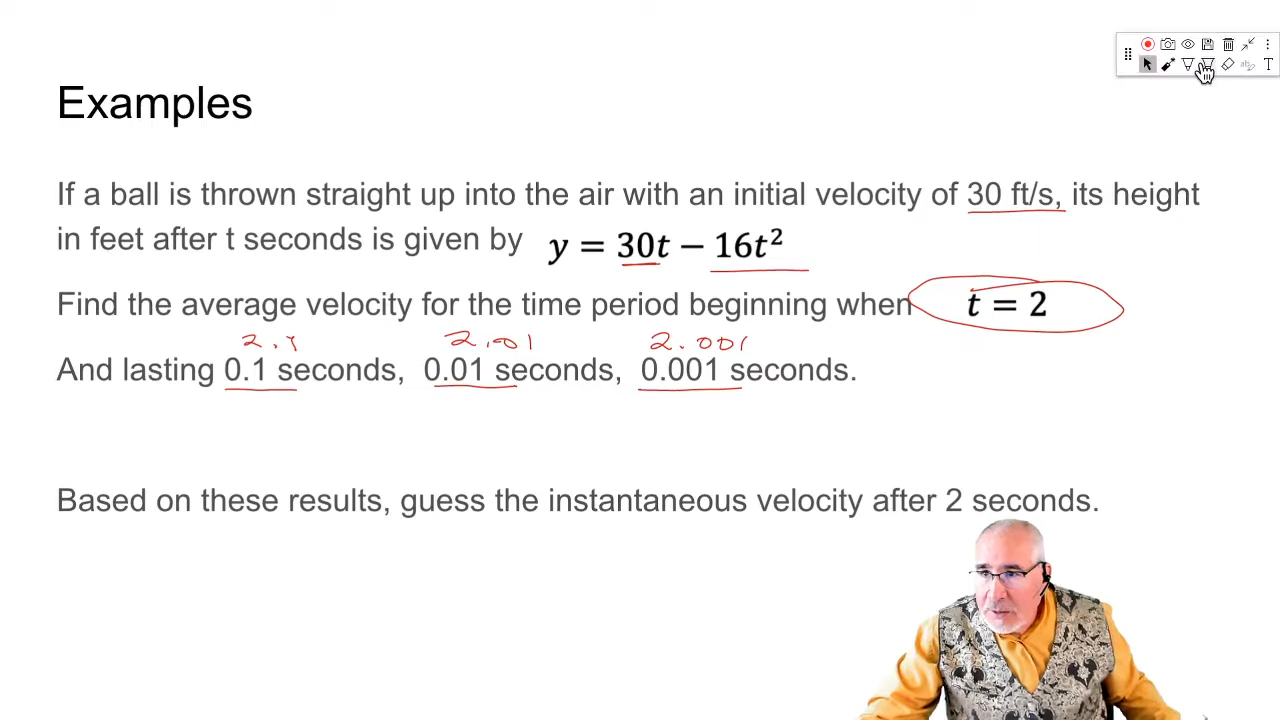 Examples
If a ball is thrown straight up into the air with an initial velocity of 30 ft/s, its height
in feet after t seconds is given by y = 30t − 16t²
Find the average velocity for the time period beginning when t = 2
2.1 2.01 2.001
And lasting 0.1 seconds, 0.01 seconds, 0.001 seconds.
Based on these results, guess the instantaneous velocity after 2 seconds.